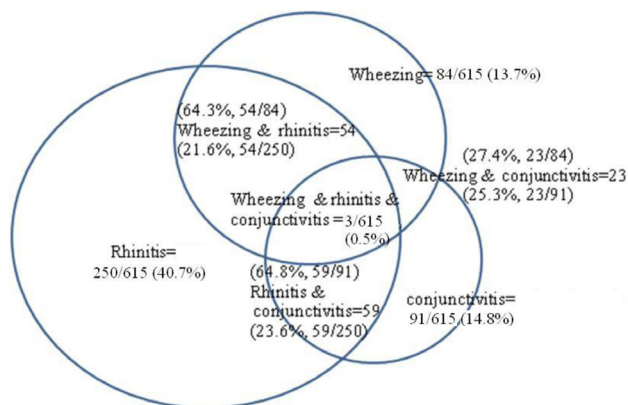 Wheezing= 84/615 (13.7%)
(64.3%, 54/84)
Wheezing & rhinitis=54
(21.6%, 54/250)
(27.4%, 23/84)
Wheezing & conjunctivitis=23
(25.3%, 23/91)
Wheezing & rhinitis &
conjunctivitis =3/615
(0.5%)
Rhinitis=
250/615 (40.7%)
(64.8%, 59/91)
Rhinitis &
conjunctivitis=59
(23.6%, 59/250)
conjunctivitis=
91/615 (14.8%)